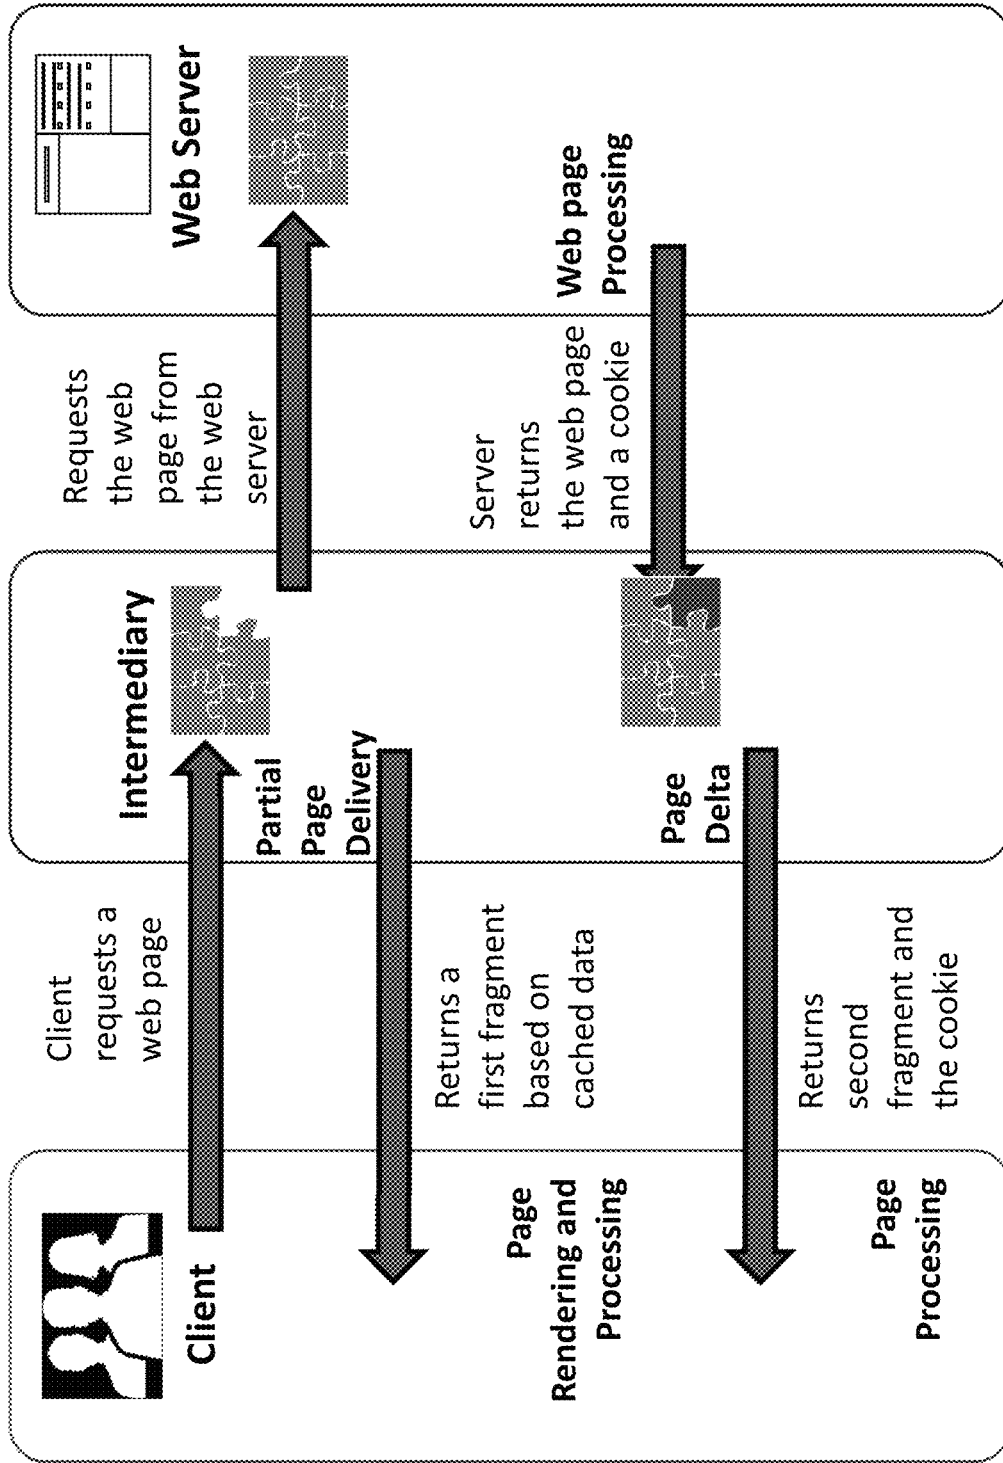 Client
Intermediary
Web Server
Client
requests a
web page
Requests
the web
page from
the web
server
Partial
Page
Delivery
Returns a
first fragment
based on
cached data
Page
Rendering and
Processing
Server
returns
the web page
and a cookie
Web page
Processing
Page
Delta
Returns
second
fragment and
the cookie
Page
Processing